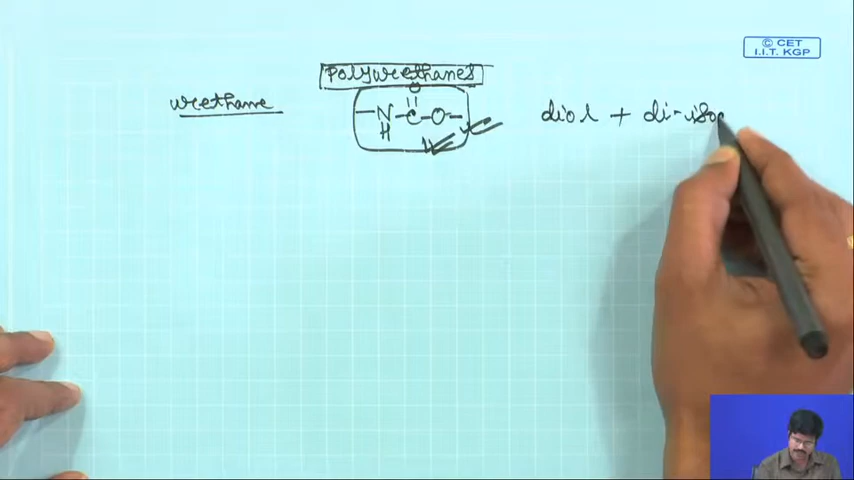 © CET
I.I.T. KGP
Polyurethanes
urethane
O
—N—C—O—
H
diol + di-iso